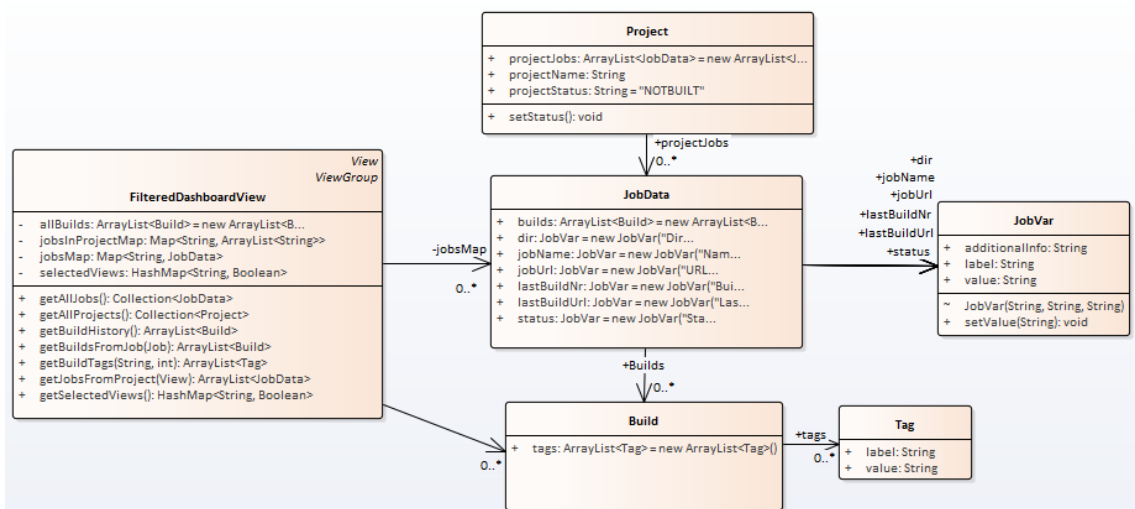 Project
+ projectJobs: ArrayList<JobData> = new ArrayList<J...
+ projectName: String
+ projectStatus: String = "NOTBUILT"
+ setStatus(): void
+projectJobs
0..*
View
ViewGroup
FilteredDashboardView
- allBuilds: ArrayList<Build> = new ArrayList<B...
- jobsInProjectMap: Map<String, ArrayList<String>>
- jobsMap: Map<String, JobData>
- selectedViews: HashMap<String, Boolean>
+ getAllJobs(): Collection<JobData>
+ getAllProjects(): Collection<Project>
+ getBuildHistory(): ArrayList<Build>
+ getBuildsFromJob(Job): ArrayList<Build>
+ getBuildTags(String, int): ArrayList<Tag>
+ getJobsFromProject(View): ArrayList<JobData>
+ getSelectedViews(): HashMap<String, Boolean>
-jobsMap
0..*
0..*
JobData
+ builds: ArrayList<Build> = new ArrayList<B...
+ dir: JobVar = new JobVar("Dir...
+ jobName: JobVar = new JobVar("Nam...
+ jobUrl: JobVar = new JobVar("URL...
+ lastBuildNr: JobVar = new JobVar("Bui...
+ lastBuildUrl: JobVar = new JobVar("Las...
+ status: JobVar = new JobVar("Sta...
+dir
+jobName
+jobUrl
+lastBuildNr
+lastBuildUrl
+status
JobVar
+ additionalInfo: String
+ label: String
+ value: String
~ JobVar(String, String, String)
+ setValue(String): void
+Builds
0..*
Build
+ tags: ArrayList<Tag> = new ArrayList<Tag>()
+tags
0..*
Tag
+ label: String
+ value: String